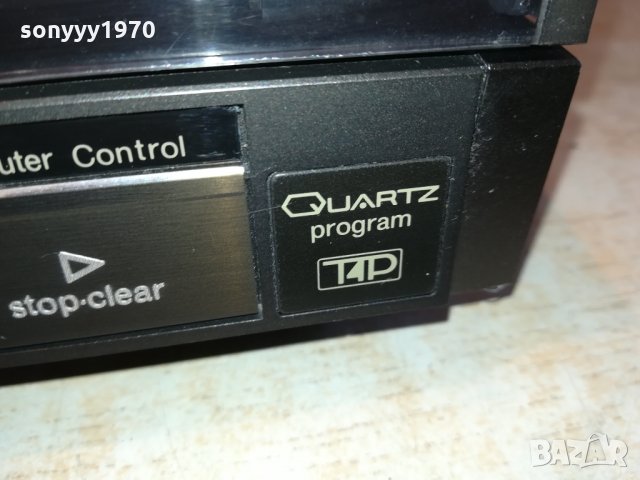 sonyyy1970
uter Control
QUARTZ
program
T4P
stop·clear
BAZAR